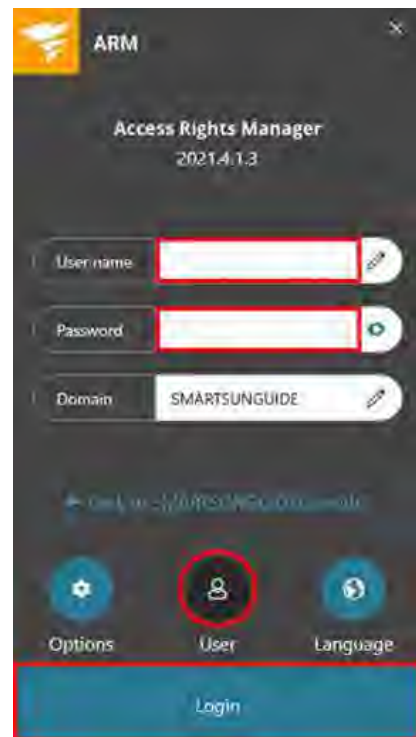 ARM
Access Rights Manager
2021.4.1.3
User name
Password
Domain SMARTSUNGUIDE
Options User Language
Login